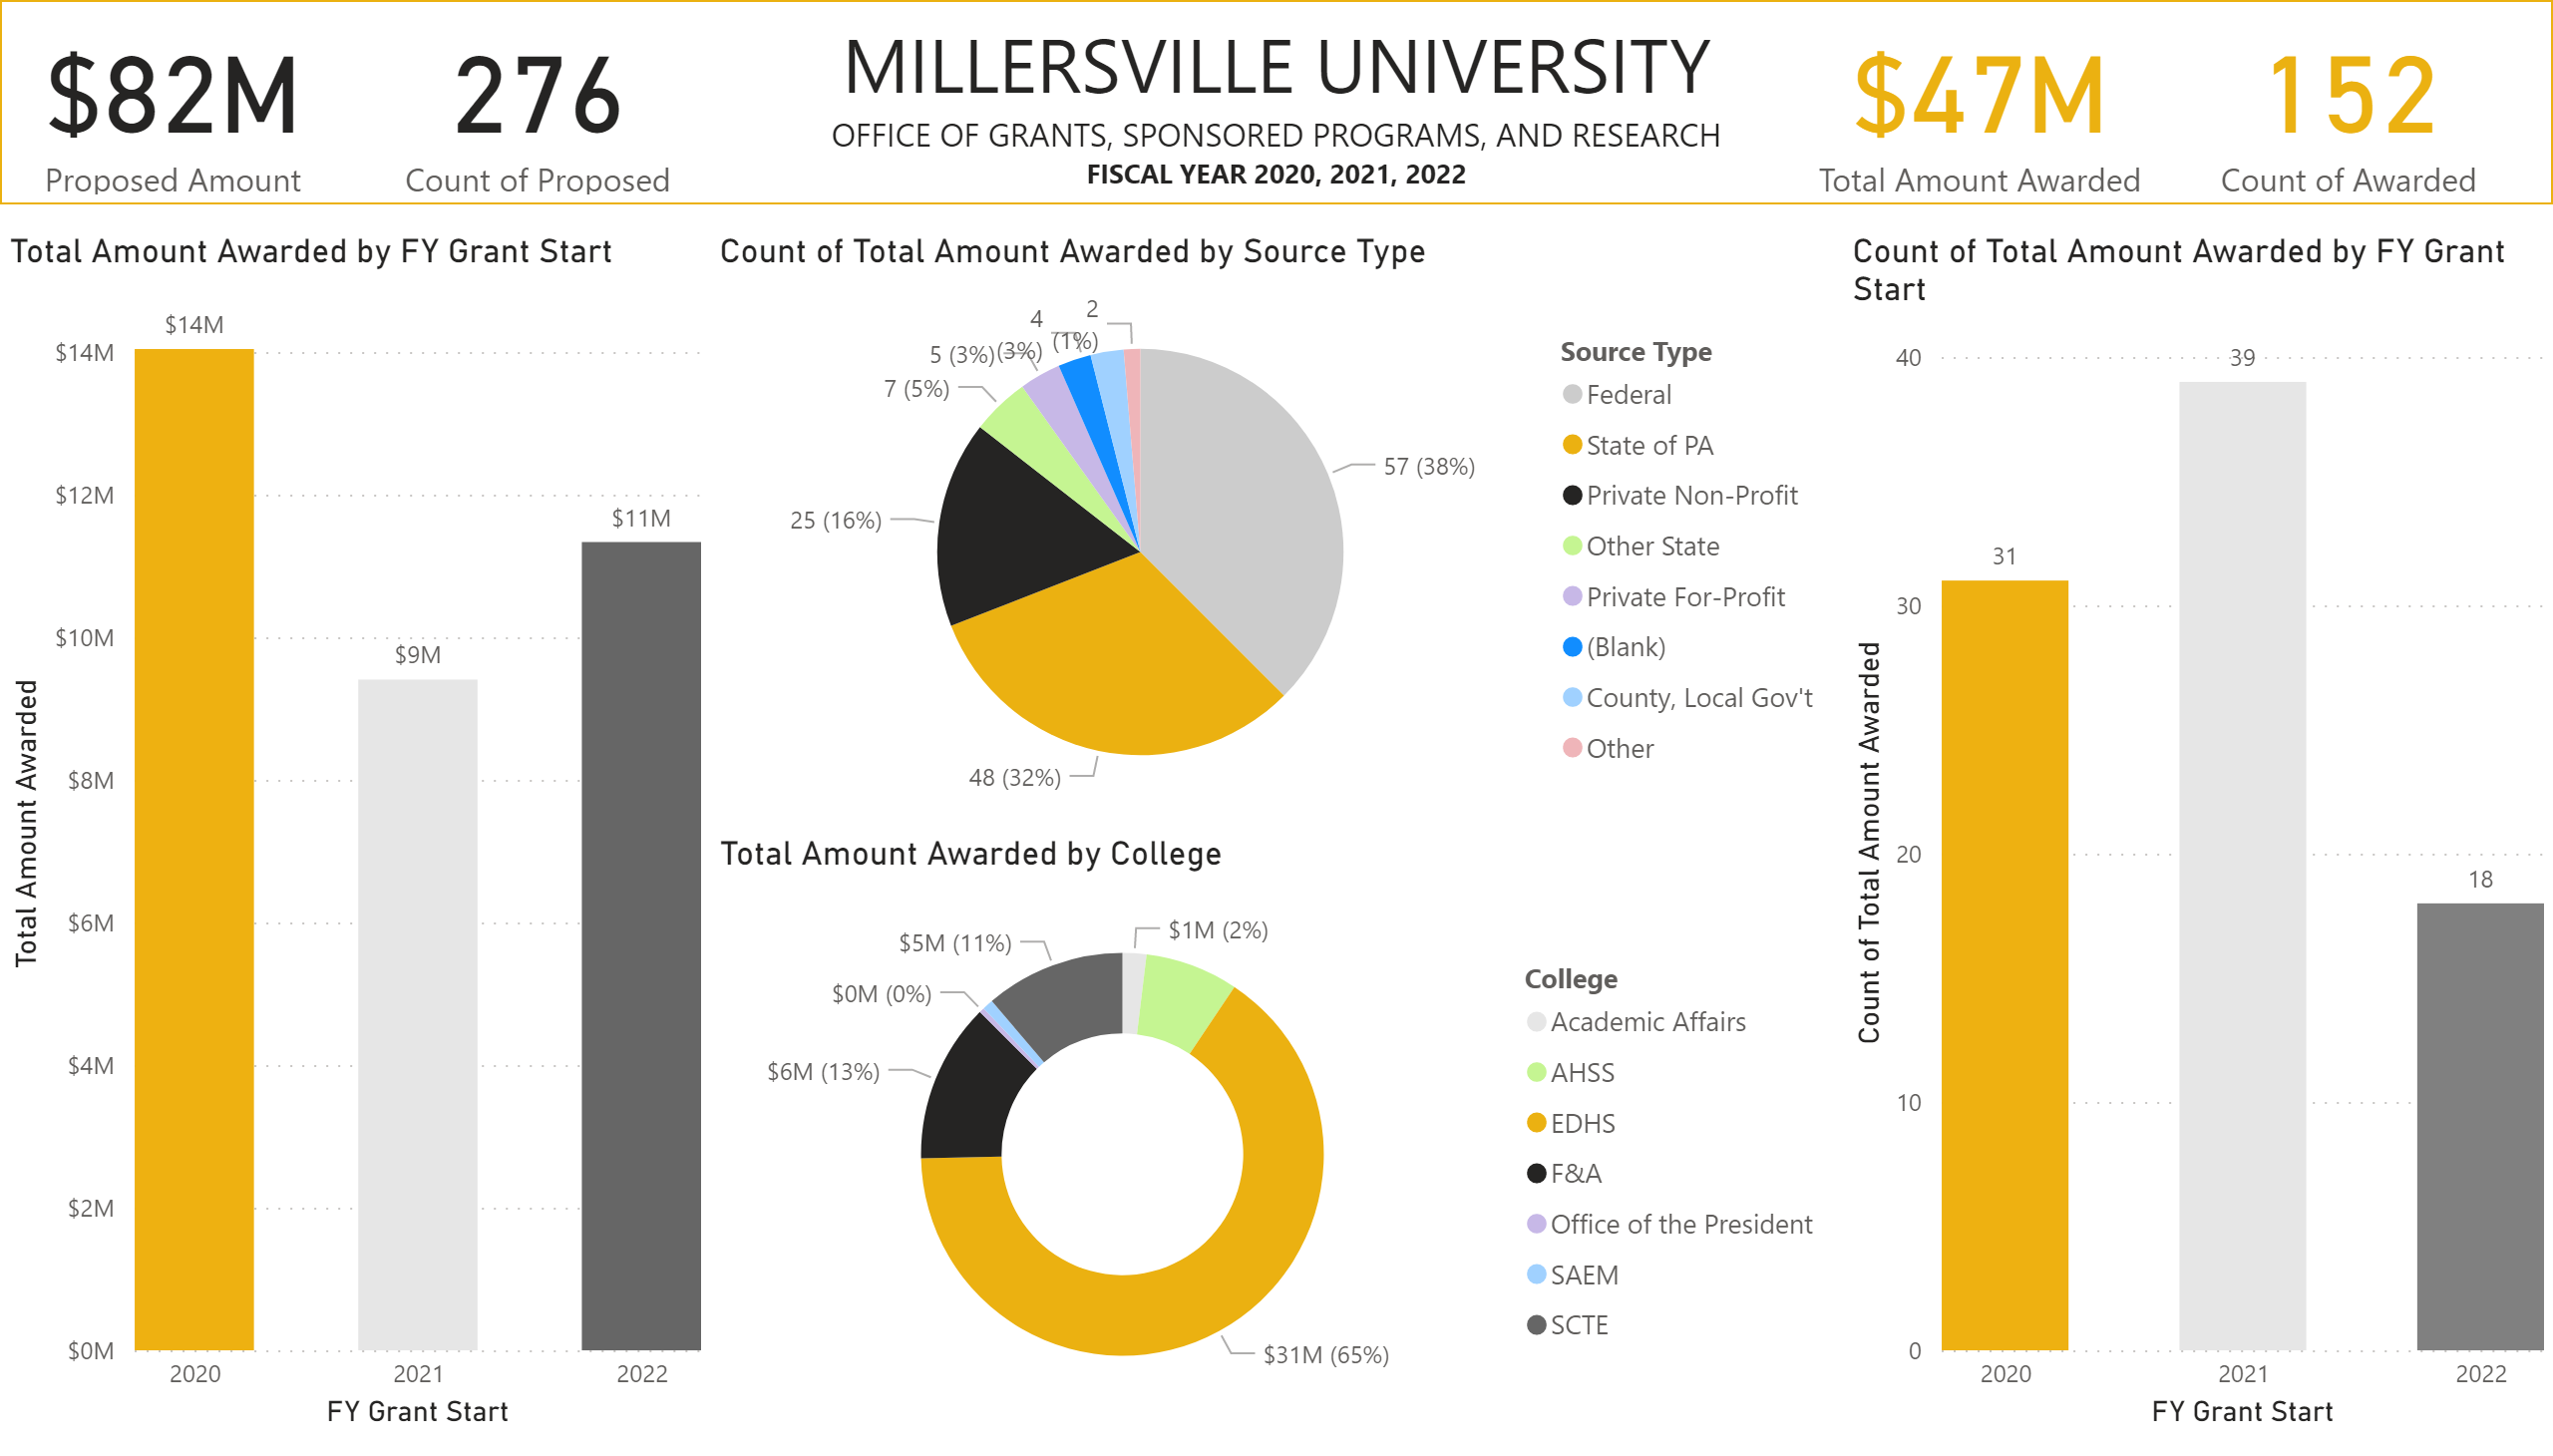 $82M
Proposed Amount
276
Count of Proposed
MILLERSVILLE UNIVERSITY
OFFICE OF GRANTS, SPONSORED PROGRAMS, AND RESEARCH
FISCAL YEAR 2020, 2021, 2022
$47M
Total Amount Awarded
152
Count of Awarded
Total Amount Awarded by FY Grant Start
Total Amount Awarded
$14M
$12M
$10M
$8M
$6M
$4M
$2M
$0M
$14M
$9M
$11M
2020
2021
2022
FY Grant Start
Count of Total Amount Awarded by Source Type
2
(1%)
4
(3%)
5 (3%)
7 (5%)
25 (16%)
48 (32%)
57 (38%)
Source Type
Federal
State of PA
Private Non-Profit
Other State
Private For-Profit
(Blank)
County, Local Gov't
Other
Total Amount Awarded by College
$1M (2%)
$5M (11%)
$0M (0%)
$6M (13%)
$31M (65%)
College
Academic Affairs
AHSS
EDHS
F&A
Office of the President
SAEM
SCTE
Count of Total Amount Awarded by FY Grant
Start
Count of Total Amount Awarded
40
30
20
10
0
31
39
18
2020
2021
2022
FY Grant Start